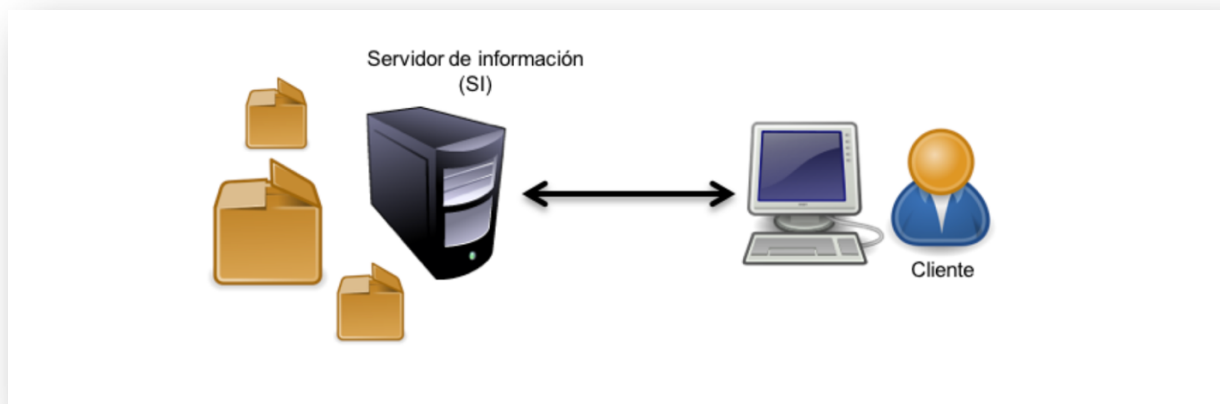 Servidor de información
(SI)
Cliente